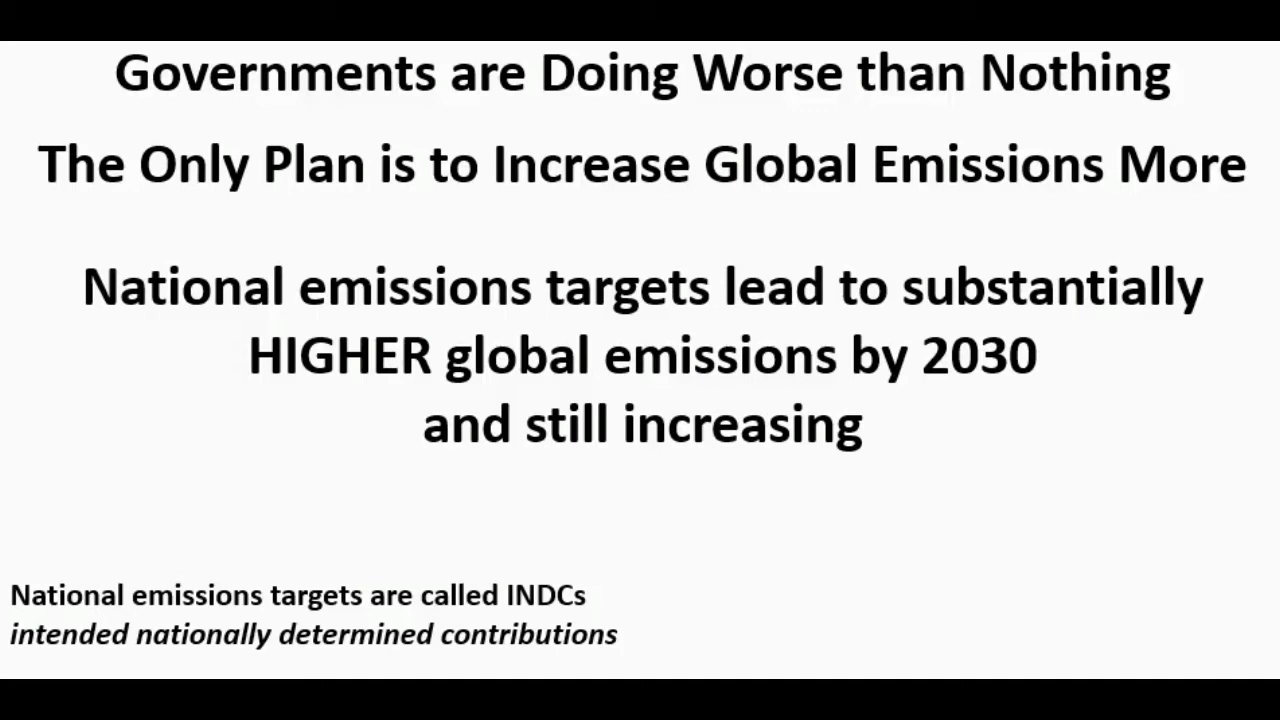 Governments are Doing Worse than Nothing
The Only Plan is to Increase Global Emissions More
National emissions targets lead to substantially
HIGHER global emissions by 2030
and still increasing
National emissions targets are called INDCs
intended nationally determined contributions